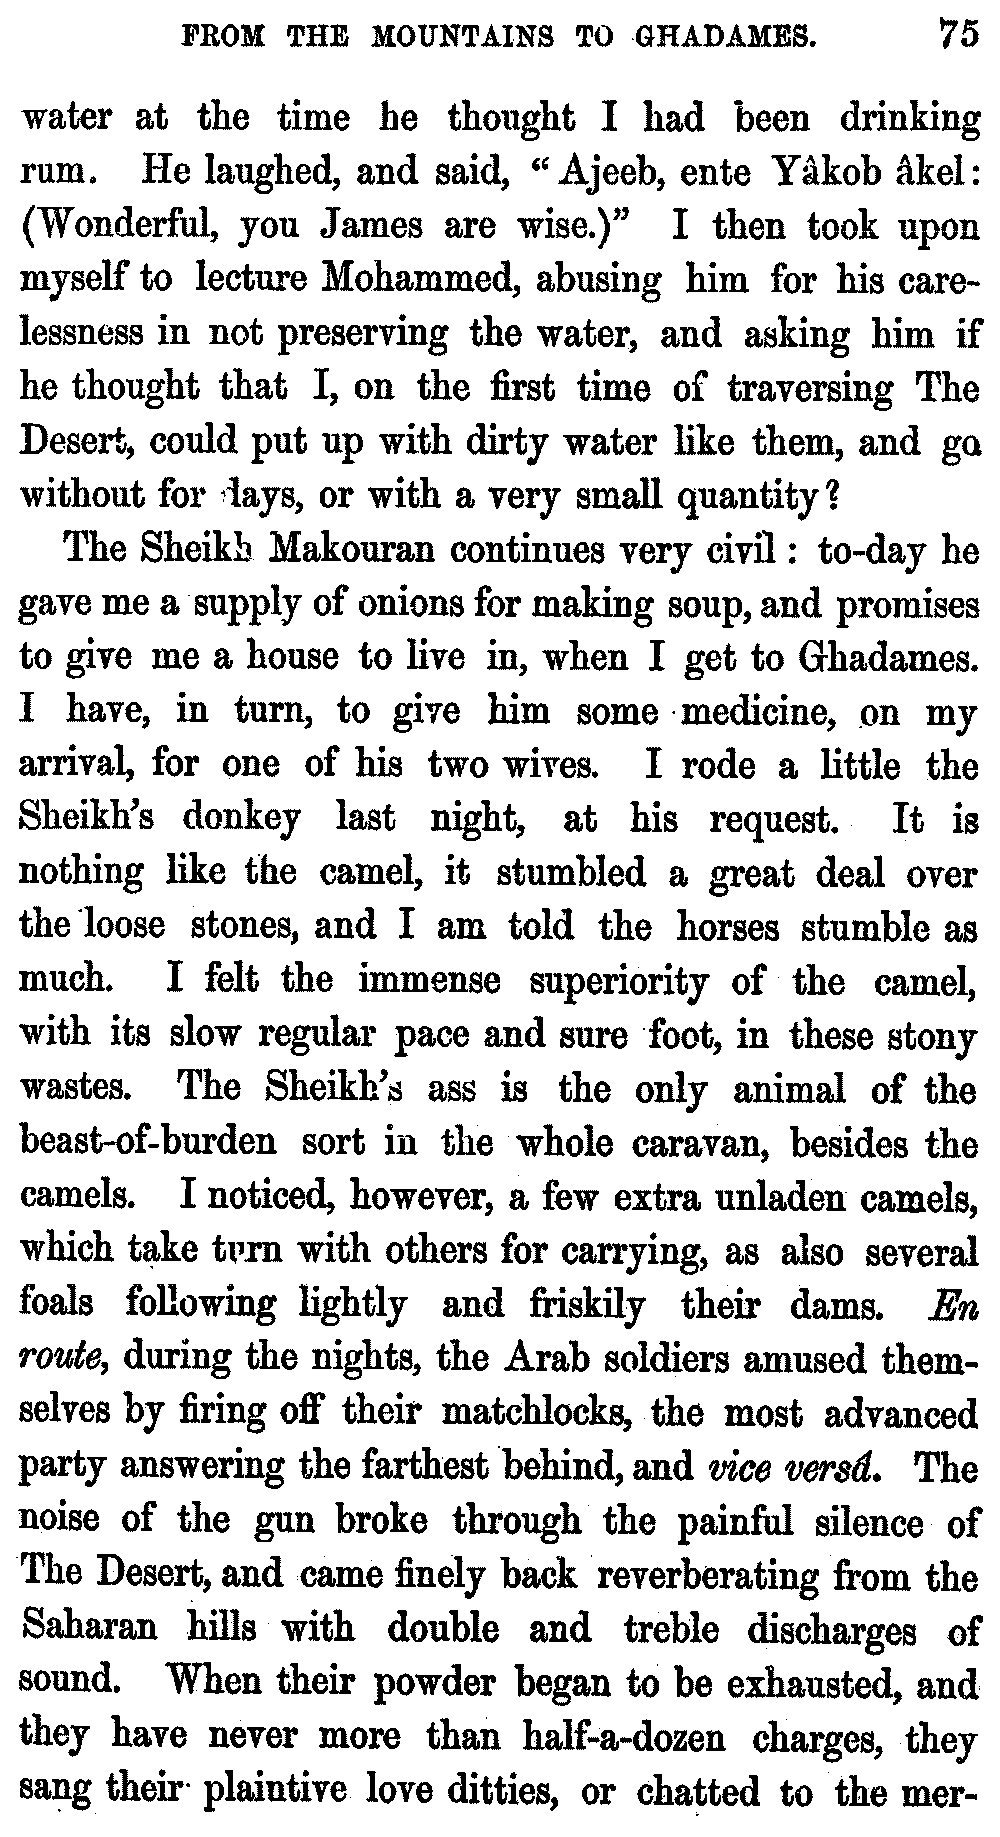 FROM THE MOUNTAINS TO GHADAMES. 75
water at the time he thought I had been drinking
rum. He laughed, and said, “Ajeeb, ente Yâkob âkel:
(Wonderful, you James are wise.)” I then took upon
myself to lecture Mohammed, abusing him for his care-
lessness in not preserving the water, and asking him if
he thought that I, on the first time of traversing The
Desert, could put up with dirty water like them, and go
without for days, or with a very small quantity?
The Sheikh Makouran continues very civil: to-day he
gave me a supply of onions for making soup, and promises
to give me a house to live in, when I get to Ghadames.
I have, in turn, to give him some medicine, on my
arrival, for one of his two wives. I rode a little the
Sheikh’s donkey last night, at his request. It is
nothing like the camel, it stumbled a great deal over
the loose stones, and I am told the horses stumble as
much. I felt the immense superiority of the camel,
with its slow regular pace and sure foot, in these stony
wastes. The Sheikh’s ass is the only animal of the
beast-of-burden sort in the whole caravan, besides the
camels. I noticed, however, a few extra unladen camels,
which take turn with others for carrying, as also several
foals following lightly and friskily their dams. En
route, during the nights, the Arab soldiers amused them-
selves by firing off their matchlocks, the most advanced
party answering the farthest behind, and vice versâ. The
noise of the gun broke through the painful silence of
The Desert, and came finely back reverberating from the
Saharan hills with double and treble discharges of
sound. When their powder began to be exhausted, and
they have never more than half-a-dozen charges, they
sang their plaintive love ditties, or chatted to the mer-